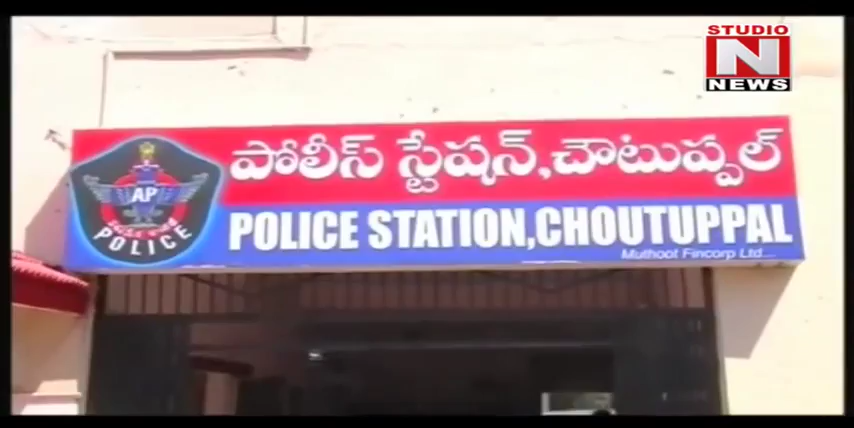 STUDIO
N
NEWS
పోలీస్ స్టేషన్,చౌటుప్పల్
AP
POLICE
POLICE STATION,CHOUTUPPAL
Muthoot Fincorp Ltd...